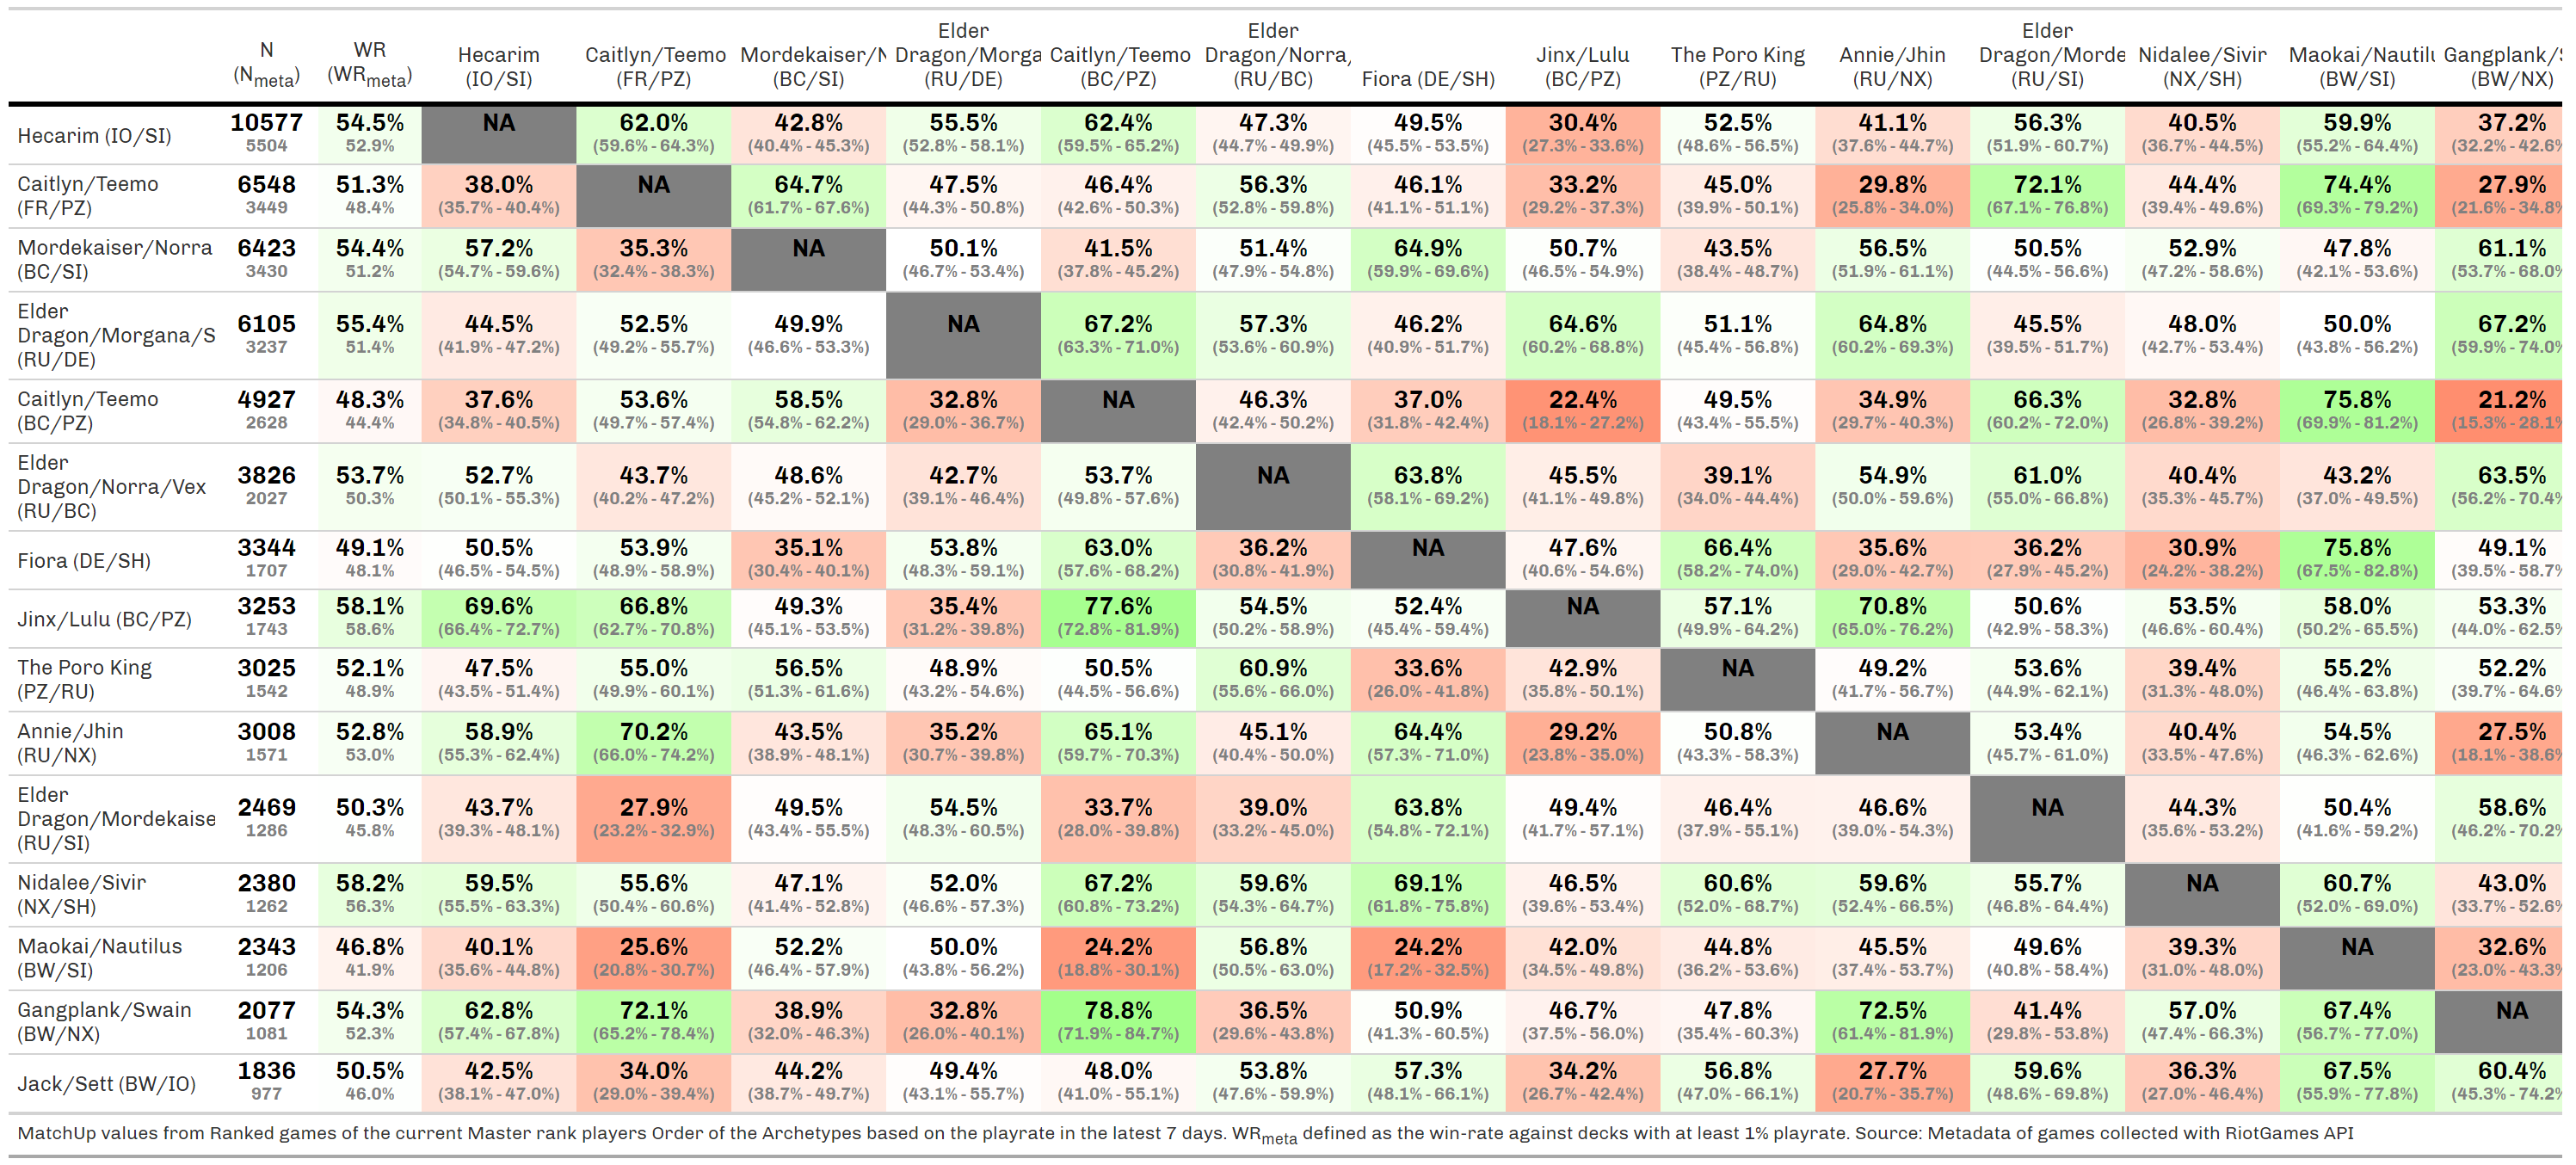 N WR Hecarim Caitlyn/Teemo Mordekaiser/N Elder Dragon/Morga Caitlyn/Teemo Elder Dragon/Norra, Fiora (DE/SH) Jinx/Lulu The Poro King Annie/Jhin Elder Dragon/Morde Nidalee/Sivir Maokai/Nautilu Gangplank/S
(Nmeta) (WRmeta) (IO/SI) (FR/PZ) (BC/SI) (RU/DE) (BC/PZ) (RU/BC) (BC/PZ) (PZ/RU) (RU/NX) (RU/SI) (NX/SH) (BW/SI) (BW/NX)
Hecarim (IO/SI) 10577 54.5% NA 62.0% 42.8% 55.5% 62.4% 47.3% 49.5% 30.4% 52.5% 41.1% 56.3% 40.5% 59.9% 37.2%
5504 52.9% (59.6% - 64.3%) (40.4% - 45.3%) (52.8% - 58.1%) (59.5% - 65.2%) (44.7% - 49.9%) (45.5% - 53.5%) (27.3% - 33.6%) (48.6% - 56.5%) (37.6% - 44.7%) (51.9% - 60.7%) (36.7% - 44.5%) (55.2% - 64.4%) (32.2% - 42.6%
Caitlyn/Teemo 6548 51.3% 38.0% NA 64.7% 47.5% 46.4% 56.3% 46.1% 33.2% 45.0% 29.8% 72.1% 44.4% 74.4% 27.9%
(FR/PZ) 3449 48.4% (35.7% - 40.4%) (61.7% - 67.6%) (44.3% - 50.8%) (42.6% - 50.3%) (52.8% - 59.8%) (41.1% - 51.1%) (29.2% - 37.3%) (39.9% - 50.1%) (25.8% - 34.0%) (67.1% - 76.8%) (39.4% - 49.6%) (69.3% - 79.2%) (21.6% - 34.8%
Mordekaiser/Norra 6423 54.4% 57.2% 35.3% NA 50.1% 41.5% 51.4% 64.9% 50.7% 43.5% 56.5% 50.5% 52.9% 47.8% 61.1%
(BC/SI) 3430 51.2% (54.7% - 59.6%) (32.4% - 38.3%) (46.7% - 53.4%) (37.8% - 45.2%) (47.9% - 54.8%) (59.9% - 69.6%) (46.5% - 54.9%) (38.4% - 48.7%) (51.9% - 61.1%) (44.5% - 56.6%) (47.2% - 58.6%) (42.1% - 53.6%) (53.7% - 68.0%
Elder
Dragon/Morgana/S 6105 55.4% 44.5% 52.5% 49.9% NA 67.2% 57.3% 46.2% 64.6% 51.1% 64.8% 45.5% 48.0% 50.0% 67.2%
(RU/DE) 3237 51.4% (41.9% - 47.2%) (49.2% - 55.7%) (46.6% - 53.3%) (63.3% - 71.0%) (53.6% - 60.9%) (40.9% - 51.7%) (60.2% - 68.8%) (45.4% - 56.8%) (60.2% - 69.3%) (39.5% - 51.7%) (42.7% - 53.4%) (43.8% - 56.2%) (59.9% - 74.0%
Caitlyn/Teemo 4927 48.3% 37.6% 53.6% 58.5% 32.8% NA 46.3% 37.0% 22.4% 49.5% 34.9% 66.3% 32.8% 75.8% 21.2%
(BC/PZ) 2628 44.4% (34.8% - 40.5%) (49.7% - 57.4%) (54.8% - 62.2%) (29.0% - 36.7%) (42.4% - 50.2%) (31.8% - 42.4%) (18.1% - 27.2%) (43.4% - 55.5%) (29.7% - 40.3%) (60.2% - 72.0%) (26.8% - 39.2%) (69.9% - 81.2%) (15.3% - 28.1%
Elder
Dragon/Norra/Vex 3826 53.7% 52.7% 43.7% 48.6% 42.7% 53.7% NA 63.8% 45.5% 39.1% 54.9% 61.0% 40.4% 43.2% 63.5%
(RU/BC) 2027 50.3% (50.1% - 55.3%) (40.2% - 47.2%) (45.2% - 52.1%) (39.1% - 46.4%) (49.8% - 57.6%) (58.1% - 69.2%) (41.1% - 49.8%) (34.0% - 44.4%) (50.0% - 59.6%) (55.0% - 66.8%) (35.3% - 45.7%) (37.0% - 49.5%) (56.2% - 70.4%
Fiora (DE/SH) 3344 49.1% 50.5% 53.9% 35.1% 53.8% 63.0% 36.2% NA 47.6% 66.4% 35.6% 36.2% 30.9% 75.8% 49.1%
1707 48.1% (46.5% - 54.5%) (48.9% - 58.9%) (30.4% - 40.1%) (48.3% - 59.1%) (57.6% - 68.2%) (30.8% - 41.9%) (40.6% - 54.6%) (58.2% - 74.0%) (29.0% - 42.7%) (27.9% - 45.2%) (24.2% - 38.2%) (67.5% - 82.8%) (39.5% - 58.7%
Jinx/Lulu (BC/PZ) 3253 58.1% 69.6% 66.8% 49.3% 35.4% 77.6% 54.5% 52.4% NA 57.1% 70.8% 50.6% 53.5% 58.0% 53.3%
1743 58.6% (66.4% - 72.7%) (62.7% - 70.8%) (45.1% - 53.5%) (31.2% - 39.8%) (72.8% - 81.9%) (50.2% - 58.9%) (45.4% - 59.4%) (49.9% - 64.2%) (65.0% - 76.2%) (42.9% - 58.3%) (46.6% - 60.4%) (50.2% - 65.5%) (44.0% - 62.5%
The Poro King 3025 52.1% 47.5% 55.0% 56.5% 48.9% 50.5% 60.9% 33.6% 42.9% NA 49.2% 53.6% 39.4% 55.2% 52.2%
(PZ/RU) 1542 48.9% (43.5% - 51.4%) (49.9% - 60.1%) (51.3% - 61.6%) (43.2% - 54.6%) (44.5% - 56.6%) (55.6% - 66.0%) (26.0% - 41.8%) (35.8% - 50.1%) (41.7% - 56.7%) (44.9% - 62.1%) (31.3% - 48.0%) (46.4% - 63.8%) (39.7% - 64.6%
Annie/Jhin 3008 52.8% 58.9% 70.2% 43.5% 35.2% 65.1% 45.1% 64.4% 29.2% 50.8% NA 53.4% 40.4% 54.5% 27.5%
(RU/NX) 1571 53.0% (55.3% - 62.4%) (66.0% - 74.2%) (38.9% - 48.1%) (30.7% - 39.8%) (59.7% - 70.3%) (40.4% - 50.0%) (57.3% - 71.0%) (23.8% - 35.0%) (43.3% - 58.3%) (45.7% - 61.0%) (33.5% - 47.6%) (46.3% - 62.6%) (18.1% - 38.6%
Elder
Dragon/Mordekaise 2469 50.3% 43.7% 27.9% 49.5% 54.5% 33.7% 39.0% 63.8% 49.4% 46.4% 46.6% NA 44.3% 50.4% 58.6%
(RU/SI) 1286 45.8% (39.3% - 48.1%) (23.2% - 32.9%) (43.4% - 55.5%) (48.3% - 60.5%) (28.0% - 39.8%) (33.2% - 45.0%) (54.8% - 72.1%) (41.7% - 57.1%) (37.9% - 55.1%) (39.0% - 54.3%) (35.6% - 53.2%) (41.6% - 59.2%) (46.2% - 70.2%
Nidalee/Sivir 2380 58.2% 59.5% 55.6% 47.1% 52.0% 67.2% 59.6% 69.1% 46.5% 60.6% 59.6% 55.7% NA 60.7% 43.0%
(NX/SH) 1262 56.3% (55.5% - 63.3%) (50.4% - 60.6%) (41.4% - 52.8%) (46.6% - 57.3%) (60.8% - 73.2%) (54.3% - 64.7%) (61.8% - 75.8%) (39.6% - 53.4%) (52.0% - 68.7%) (52.4% - 66.5%) (46.8% - 64.4%) (52.0% - 69.0%) (33.7% - 52.6%
Maokai/Nautilus 2343 46.8% 40.1% 25.6% 52.2% 50.0% 24.2% 56.8% 24.2% 42.0% 44.8% 45.5% 49.6% 39.3% NA 32.6%
(BW/SI) 1206 41.9% (35.6% - 44.8%) (20.8% - 30.7%) (46.4% - 57.9%) (43.8% - 56.2%) (18.8% - 30.1%) (50.5% - 63.0%) (17.2% - 32.5%) (34.5% - 49.8%) (36.2% - 53.6%) (37.4% - 53.7%) (40.8% - 58.4%) (31.0% - 48.0%) (23.0% - 43.3%
Gangplank/Swain 2077 54.3% 62.8% 72.1% 38.9% 32.8% 78.8% 36.5% 50.9% 46.7% 47.8% 72.5% 41.4% 57.0% 67.4% NA
(BW/NX) 1081 52.3% (57.4% - 67.8%) (65.2% - 78.4%) (32.0% - 46.3%) (26.0% - 40.1%) (71.9% - 84.7%) (29.6% - 43.8%) (41.3% - 60.5%) (37.5% - 56.0%) (35.4% - 60.3%) (61.4% - 81.9%) (29.8% - 53.8%) (47.4% - 66.3%) (56.7% - 77.0%)
Jack/Sett (BW/IO) 1836 50.5% 42.5% 34.0% 44.2% 49.4% 48.0% 53.8% 57.3% 34.2% 56.8% 27.7% 59.6% 36.3% 67.5% 60.4%
977 46.0% (38.1% - 47.0%) (29.0% - 39.4%) (38.7% - 49.7%) (43.1% - 55.7%) (41.0% - 55.1%) (47.6% - 59.9%) (48.1% - 66.1%) (26.7% - 42.4%) (47.0% - 66.1%) (20.7% - 35.7%) (48.6% - 69.8%) (27.0% - 46.4%) (55.9% - 77.8%) (45.3% - 74.2%
MatchUp values from Ranked games of the current Master rank players Order of the Archetypes based on the playrate in the latest 7 days. WRmeta defined as the win-rate against decks with at least 1% playrate. Source: Metadata of games collected with RiotGames API